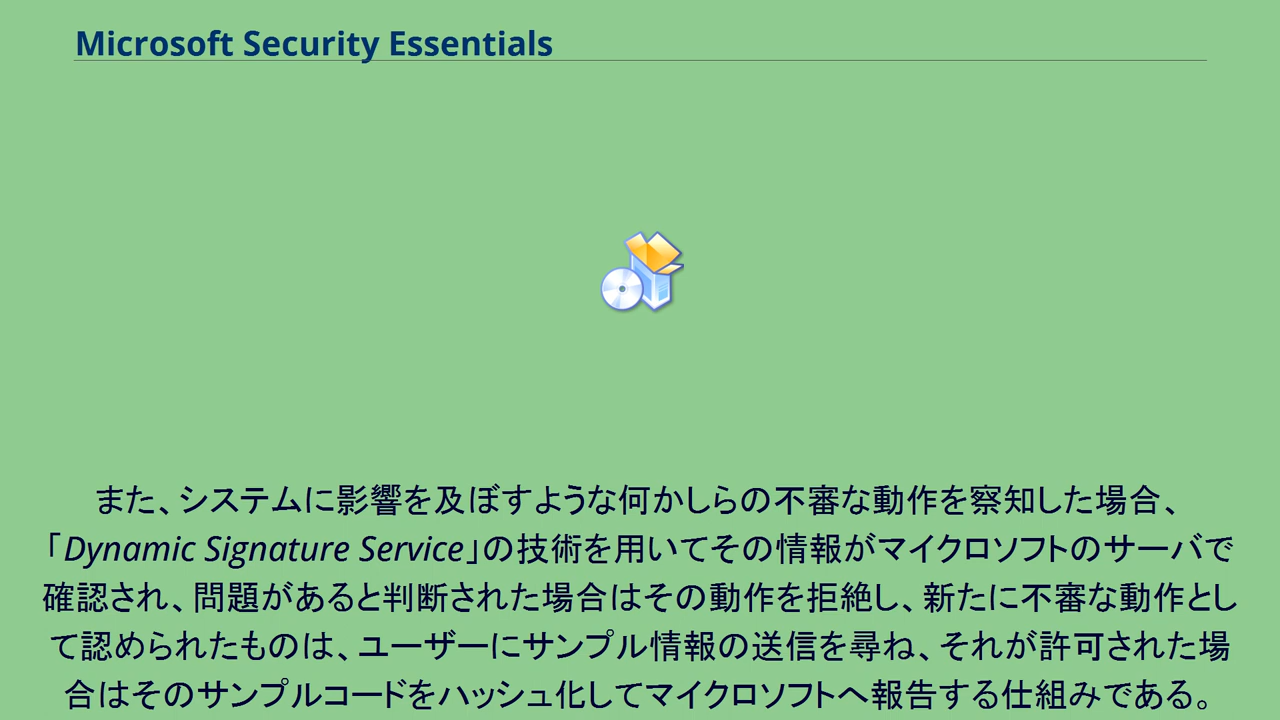 Microsoft Security Essentials
また、システムに影響を及ぼすような何かしらの不審な動作を察知した場合、
「Dynamic Signature Service」の技術を用いてその情報がマイクロソフトのサーバで
確認され、問題があると判断された場合はその動作を拒絶し、新たに不審な動作とし
て認められたものは、ユーザーにサンプル情報の送信を尋ね、それが許可された場
合はそのサンプルコードをハッシュ化してマイクロソフトへ報告する仕組みである。